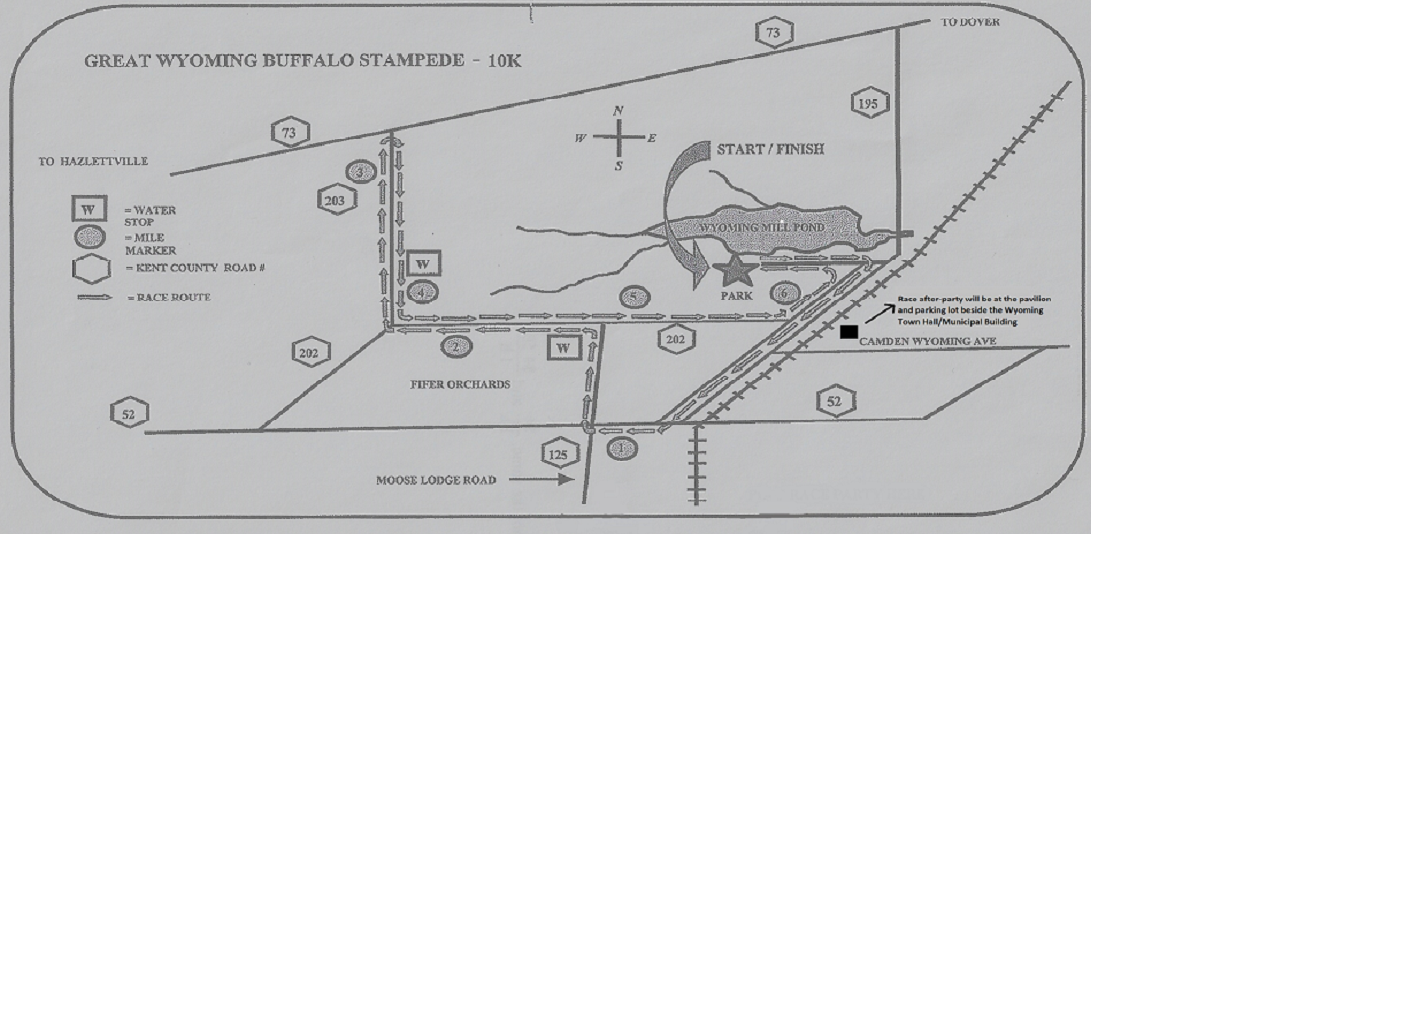 TO DOVER
73
GREAT WYOMING BUFFALO STAMPEDE - 10K
195
N
W E
S
73
START / FINISH
TO HAZLETTVILLE
3
203
W = WATER
STOP
= MILE
MARKER
= KENT COUNTY ROAD #
= RACE ROUTE
WYOMING MILL POND
W
4
5
PARK
6
Race after-party will be at the pavilion
and parking lot beside the Wyoming
Town Hall/Municipal Building
CAMDEN WYOMING AVE
202
2
W
202
FIFER ORCHARDS
52
52
1
125
MOOSE LODGE ROAD